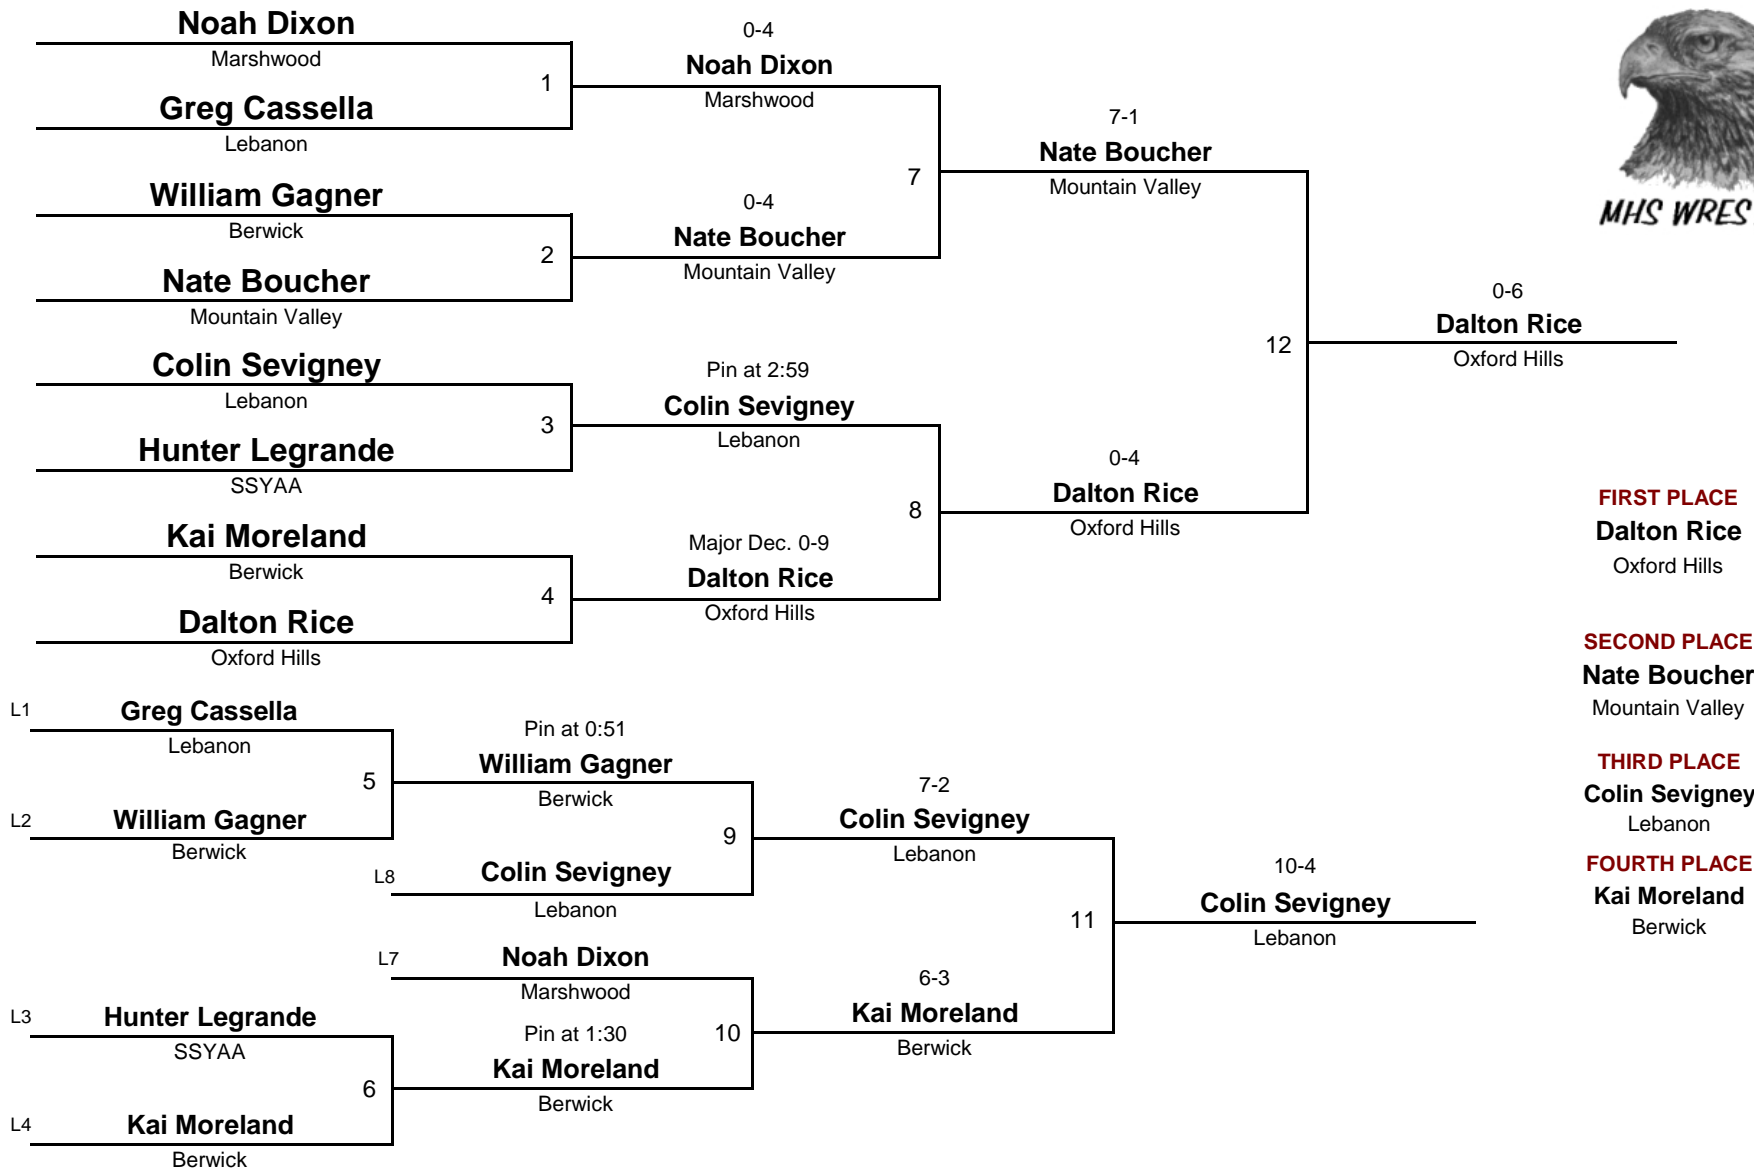 Noah Dixon
Marshwood
1
Greg Cassella
Lebanon
William Gagner
Berwick
2
Nate Boucher
Mountain Valley
Colin Sevigney
Lebanon
3
Hunter Legrande
SSYAA
Kai Moreland
Berwick
4
Dalton Rice
Oxford Hills
0-4
Noah Dixon
Marshwood
7
0-4
Nate Boucher
Mountain Valley
Pin at 2:59
Colin Sevigney
Lebanon
8
Major Dec. 0-9
Dalton Rice
Oxford Hills
7-1
Nate Boucher
Mountain Valley
12
0-4
Dalton Rice
Oxford Hills
0-6
Dalton Rice
Oxford Hills
MHS WRES
FIRST PLACE
Dalton Rice
Oxford Hills
SECOND PLACE
Nate Boucher
Mountain Valley
THIRD PLACE
Colin Sevigney
Lebanon
FOURTH PLACE
Kai Moreland
Berwick
L1
Greg Cassella
Lebanon
5
L2
William Gagner
Berwick
Pin at 0:51
William Gagner
Berwick
9
L8
Colin Sevigney
Lebanon
L7
Noah Dixon
Marshwood
10
L3
Hunter Legrande
SSYAA
6
L4
Kai Moreland
Berwick
Pin at 1:30
Kai Moreland
Berwick
7-2
Colin Sevigney
Lebanon
11
6-3
Kai Moreland
Berwick
10-4
Colin Sevigney
Lebanon